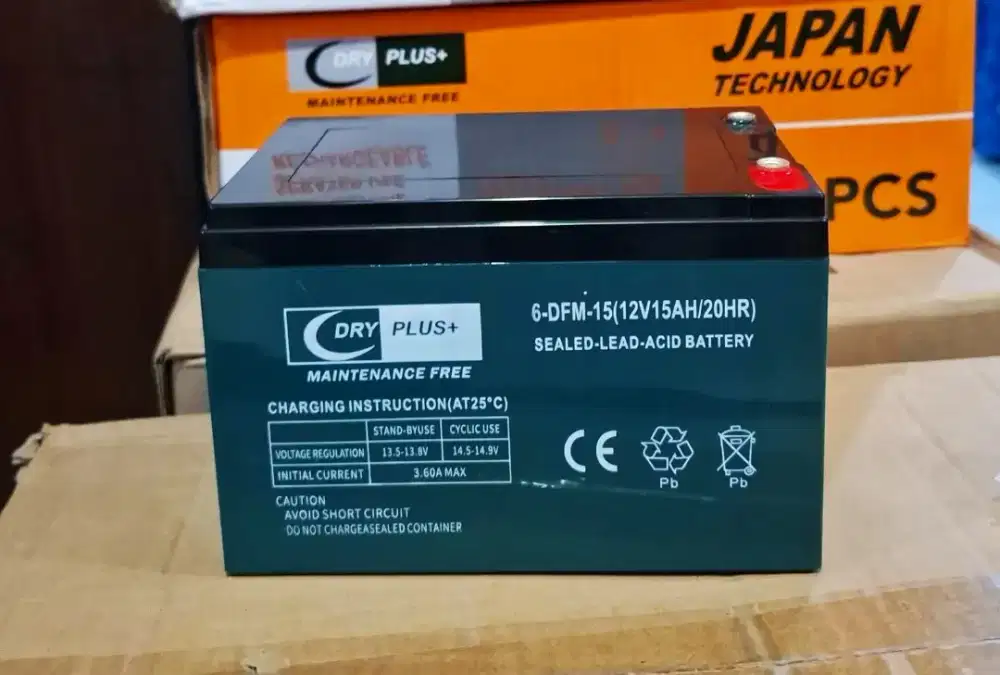 DRY PLUS+
MAINTENANCE FREE
JAPAN
TECHNOLOGY
PCS
DRY PLUS+
MAINTENANCE FREE
6-DFM-15(12V15AH/20HR)
SEALED-LEAD-ACID BATTERY
CHARGING INSTRUCTION(AT25°C)
STAND-BYUSE CYCLIC USE
VOLTAGE REGULATION 13.5-13.8V 14.5-14.9V
INITIAL CURRENT 3.60A MAX
CAUTION
AVOID SHORT CIRCUIT
DO NOT CHARGEASEALED CONTAINER
CE
Pb Pb